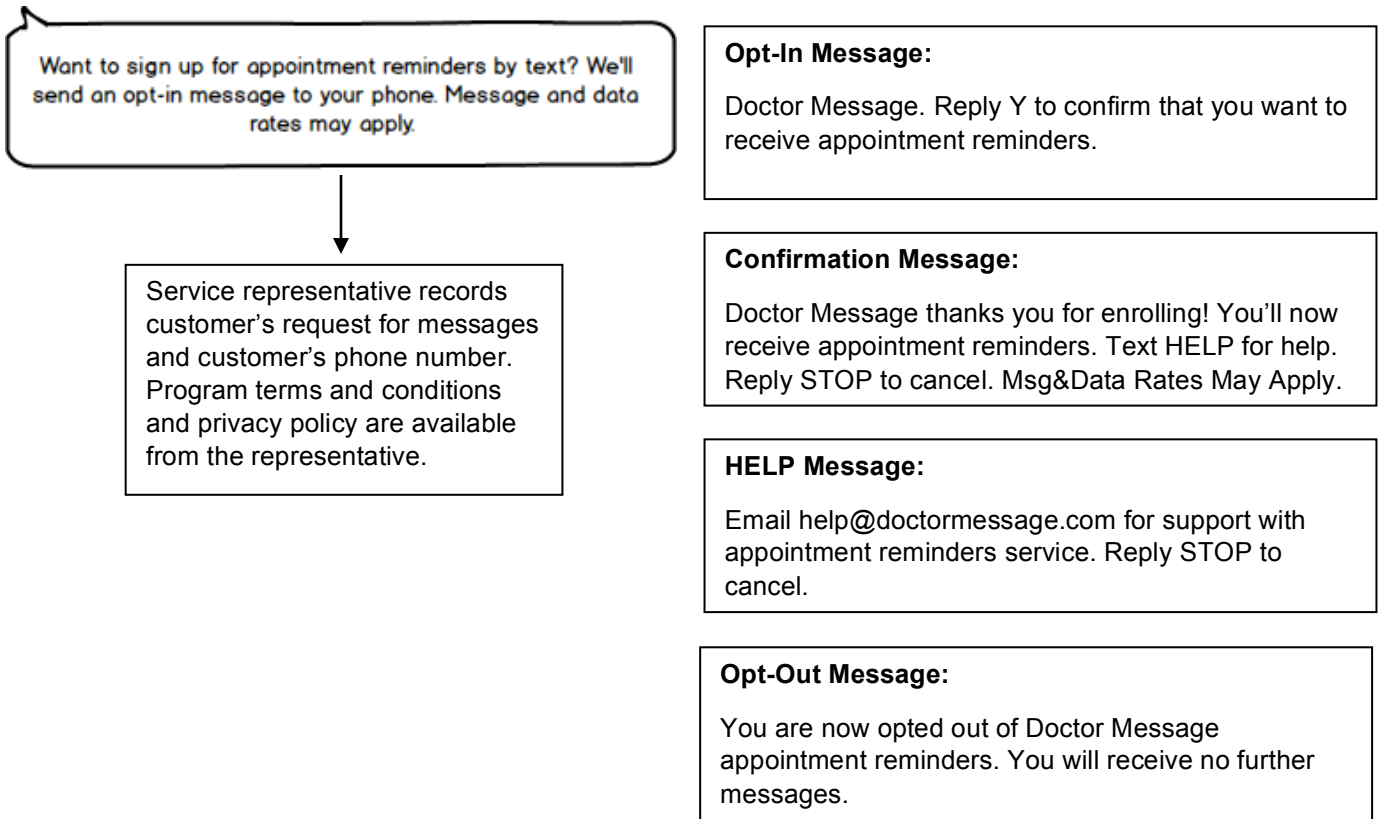 Want to sign up for appointment reminders by text? We'll
send an opt-in message to your phone. Message and data
rates may apply.
Service representative records
customer’s request for messages
and customer’s phone number.
Program terms and conditions
and privacy policy are available
from the representative.
Opt-In Message:
Doctor Message. Reply Y to confirm that you want to
receive appointment reminders.
Confirmation Message:
Doctor Message thanks you for enrolling! You’ll now
receive appointment reminders. Text HELP for help.
Reply STOP to cancel. Msg&Data Rates May Apply.
HELP Message:
Email help@doctormessage.com for support with
appointment reminders service. Reply STOP to
cancel.
Opt-Out Message:
You are now opted out of Doctor Message
appointment reminders. You will receive no further
messages.